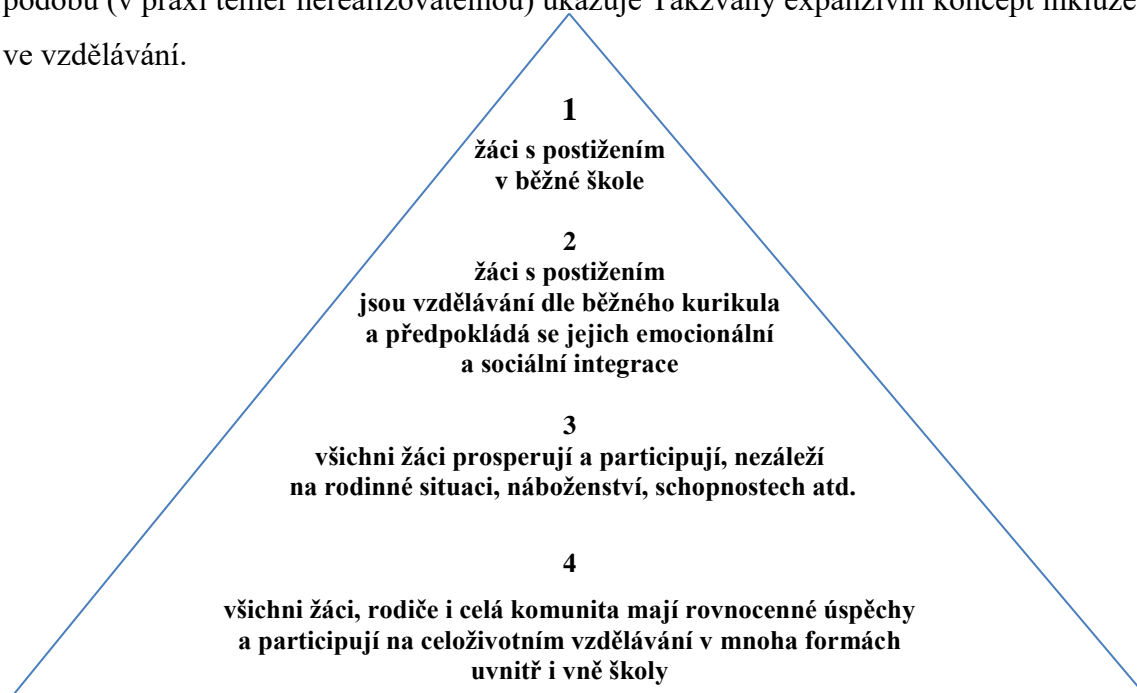 podobu (v praxi téměř nerealizovatelnou) ukazuje Takzvaný expanzivní koncept inkluze
ve vzdělávání.
1
žáci s postižením
v běžné škole
2
žáci s postižením
jsou vzdělávání dle běžného kurikula
a předpokládá se jejich emocionální
a sociální integrace
3
všichni žáci prosperují a participují, nezáleží
na rodinné situaci, náboženství, schopnostech atd.
4
všichni žáci, rodiče i celá komunita mají rovnocenné úspěchy
a participují na celoživotním vzdělávání v mnoha formách
uvnitř i vně školy